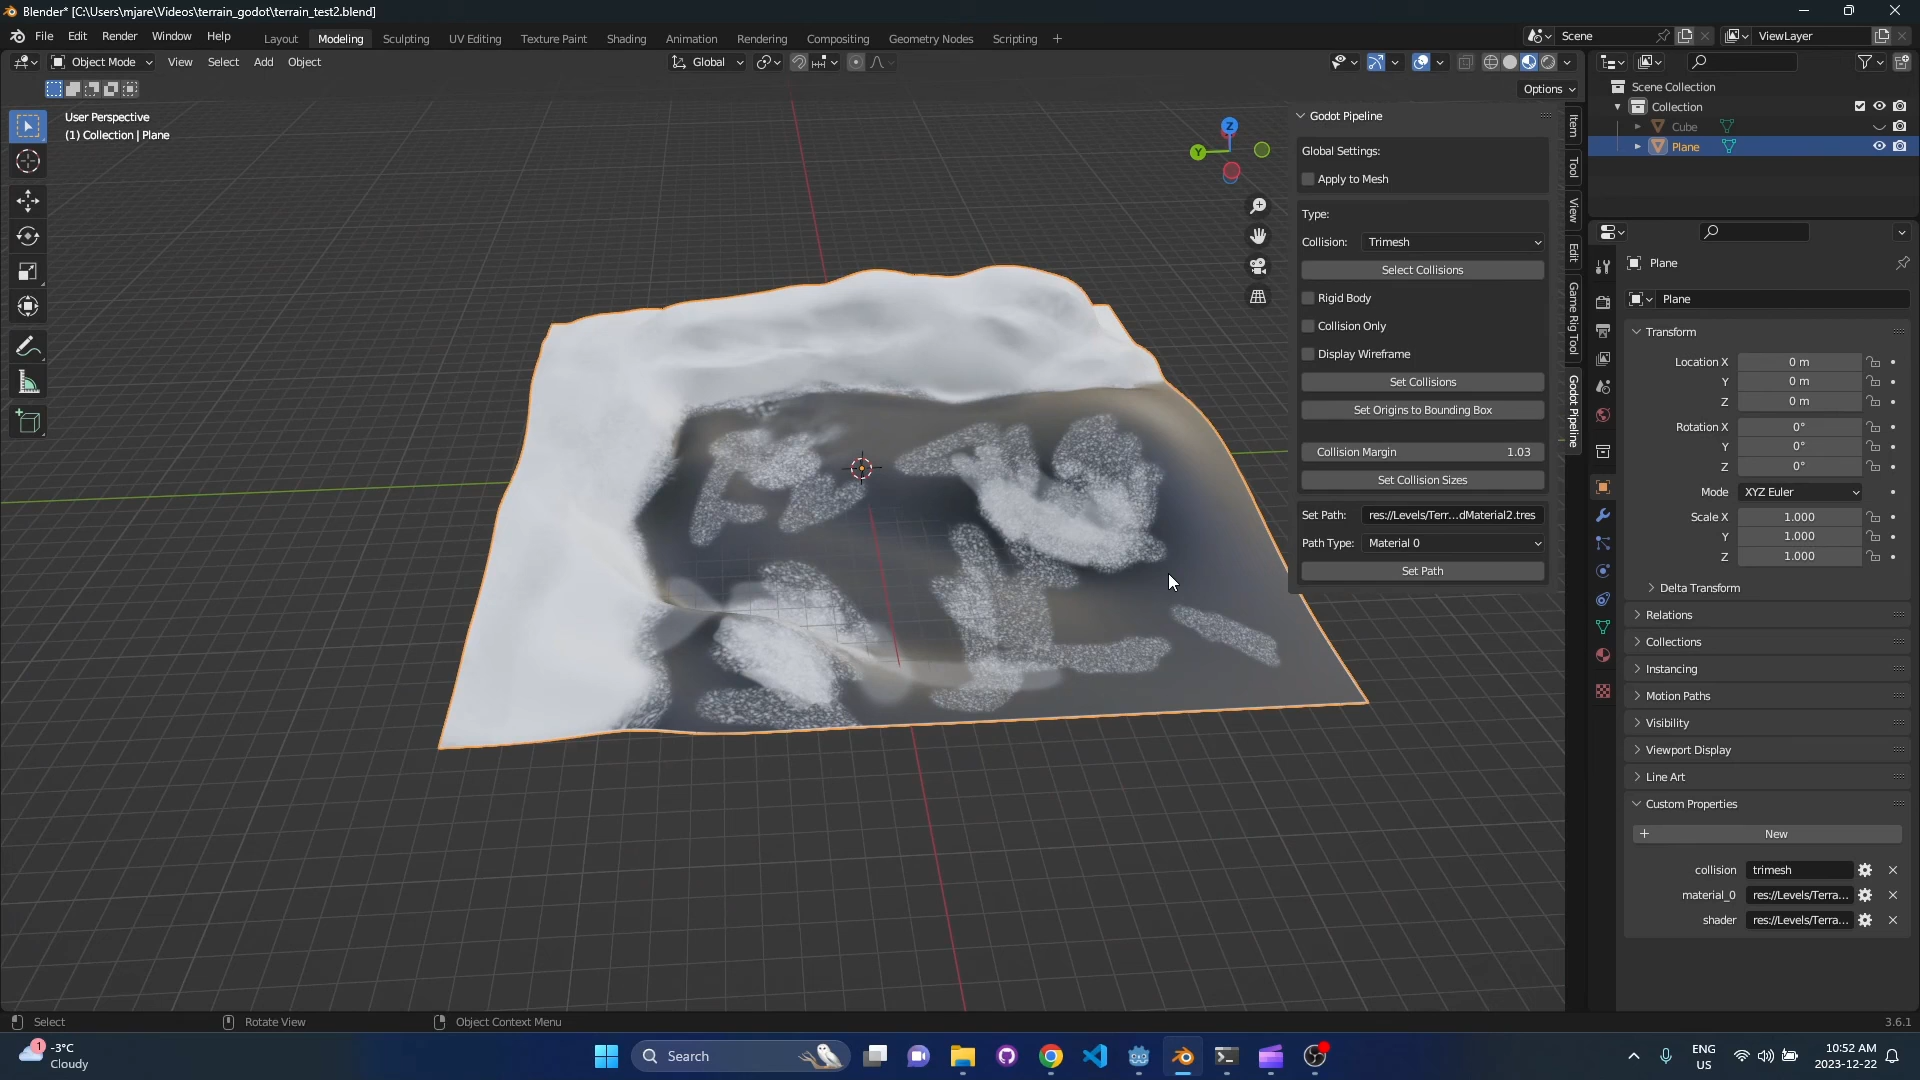 Blender* [C:\Users\mjare\Videos\terrain_godot\terrain_test2.blend]
File Edit Render Window Help Layout Modeling Sculpting UV Editing Texture Paint Shading Animation Rendering Compositing Geometry Nodes Scripting + Scene ViewLayer
Object Mode View Select Add Object Global
Options
User Perspective
(1) Collection | Plane
Z
Y
Godot Pipeline
Global Settings:
Apply to Mesh
Type:
Collision: Trimesh
Select Collisions
Rigid Body
Collision Only
Display Wireframe
Set Collisions
Set Origins to Bounding Box
Collision Margin 1.03
Set Collision Sizes
Set Path: res://Levels/Terr...dMaterial2.tres
Path Type: Material 0
Set Path
Item
Tool
View
Edit
Game Rig Tool
Godot Pipeline
Scene Collection
Collection
Cube
Plane
Plane
Plane
Transform
Location X 0 m
Y 0 m
Z 0 m
Rotation X 0°
Y 0°
Z 0°
Mode XYZ Euler
Scale X 1.000
Y 1.000
Z 1.000
Delta Transform
Relations
Collections
Instancing
Motion Paths
Visibility
Viewport Display
Line Art
Custom Properties
+ New
collision trimesh
material_0 res://Levels/Terra...
shader res://Levels/Terra...
Select Rotate View Object Context Menu 3.6.1
1
-3°C
Cloudy
Search
ENG
US
10:52 AM
2023-12-22